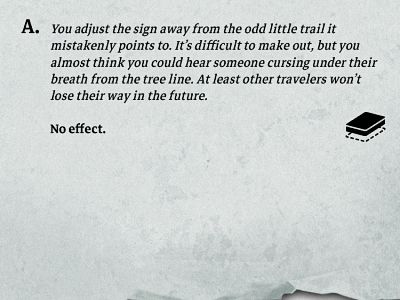 A. You adjust the sign away from the odd little trail it
mistakenly points to. It's difficult to make out, but you
almost think you could hear someone cursing under their
breath from the tree line. At least other travelers won't
lose their way in the future.
No effect.